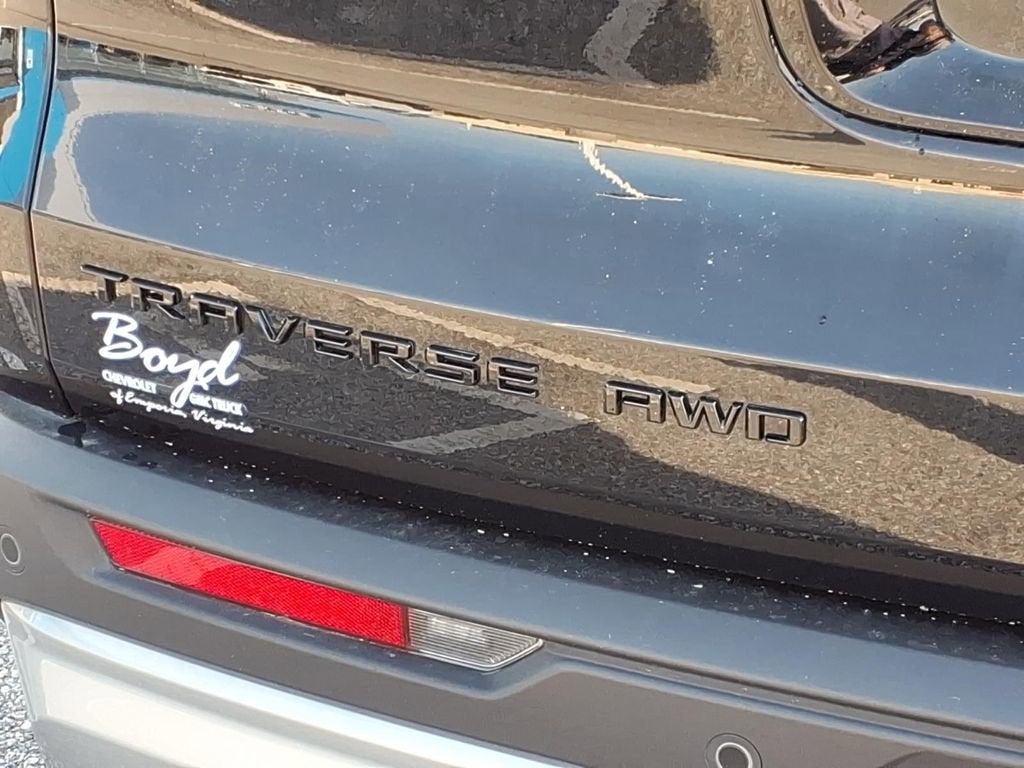 TRAVERSE AWD
Boyd
CHEVROLET GMC TRUCK
of Emporia, Virginia